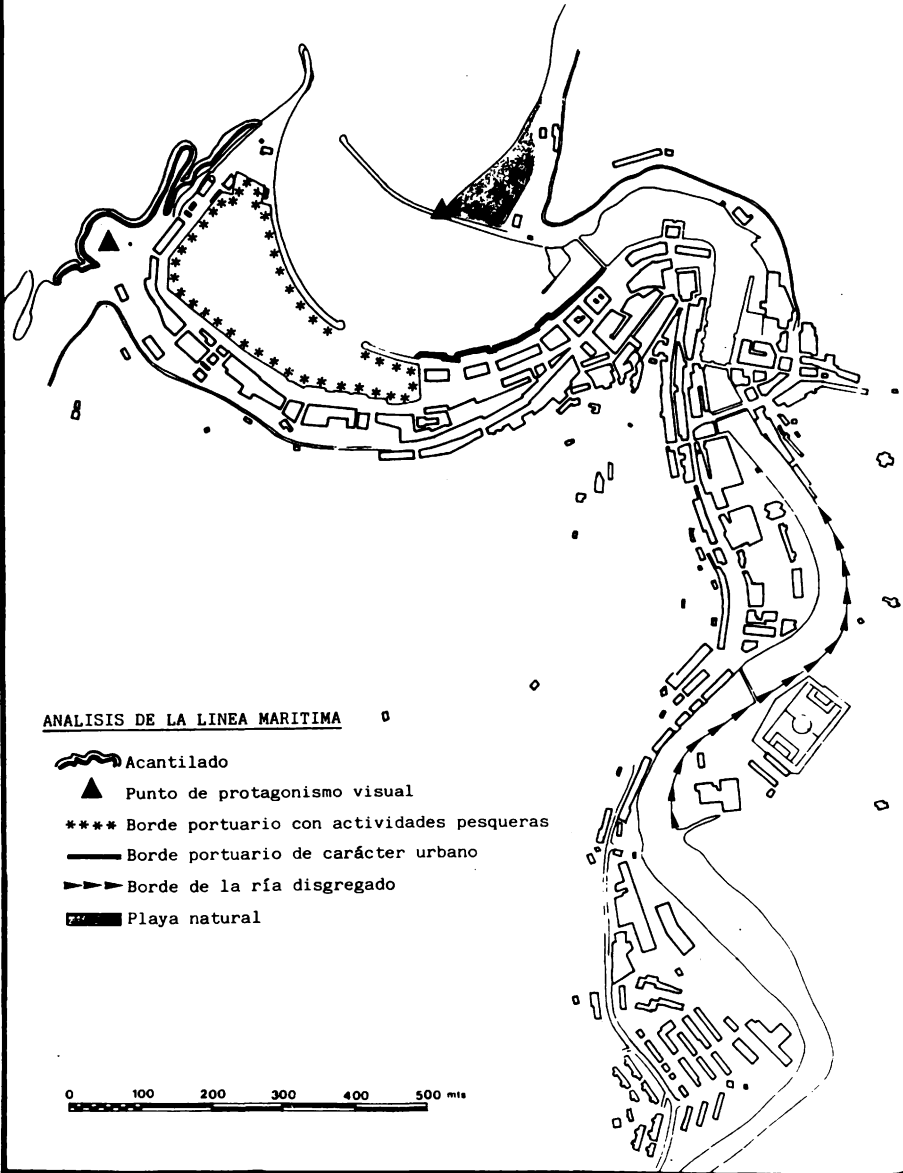 ANALISIS DE LA LINEA MARITIMA
Acantilado
Punto de protagonismo visual
Borde portuario con actividades pesqueras
Borde portuario de carácter urbano
Borde de la ría disgregado
Playa natural
0 100 200 300 400 500 mts